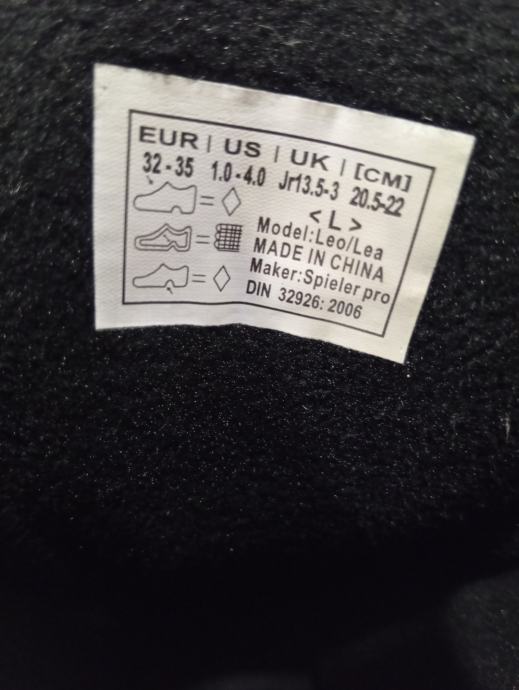 EUR | US | UK | [CM]
32-35 1.0-4.0 Jr13.5-3 20.5-22
<L>
Model:Leo/Lea
MADE IN CHINA
Maker:Spieler pro
DIN 32926:2006